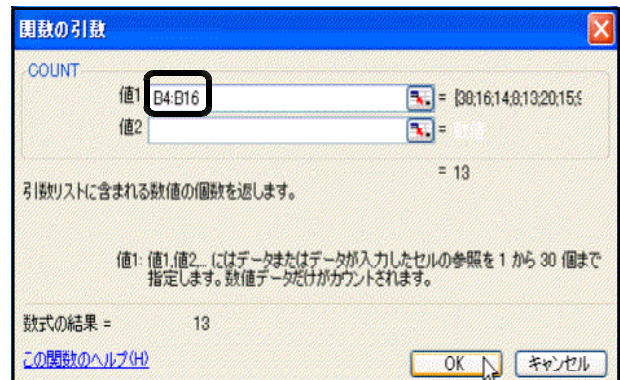 関数の引数
COUNT
値1 B4:B16 = {38;16;14;8;13;20;15;9
値2 = 数値
= 13
引数リストに含まれる数値の個数を返します。
値1: 値1,値2,... にはデータまたはデータが入力したセルの参照を 1 から 30 個まで
指定します。数値データだけがカウントされます。
数式の結果 = 13
この関数のヘルプ(H)
OK キャンセル